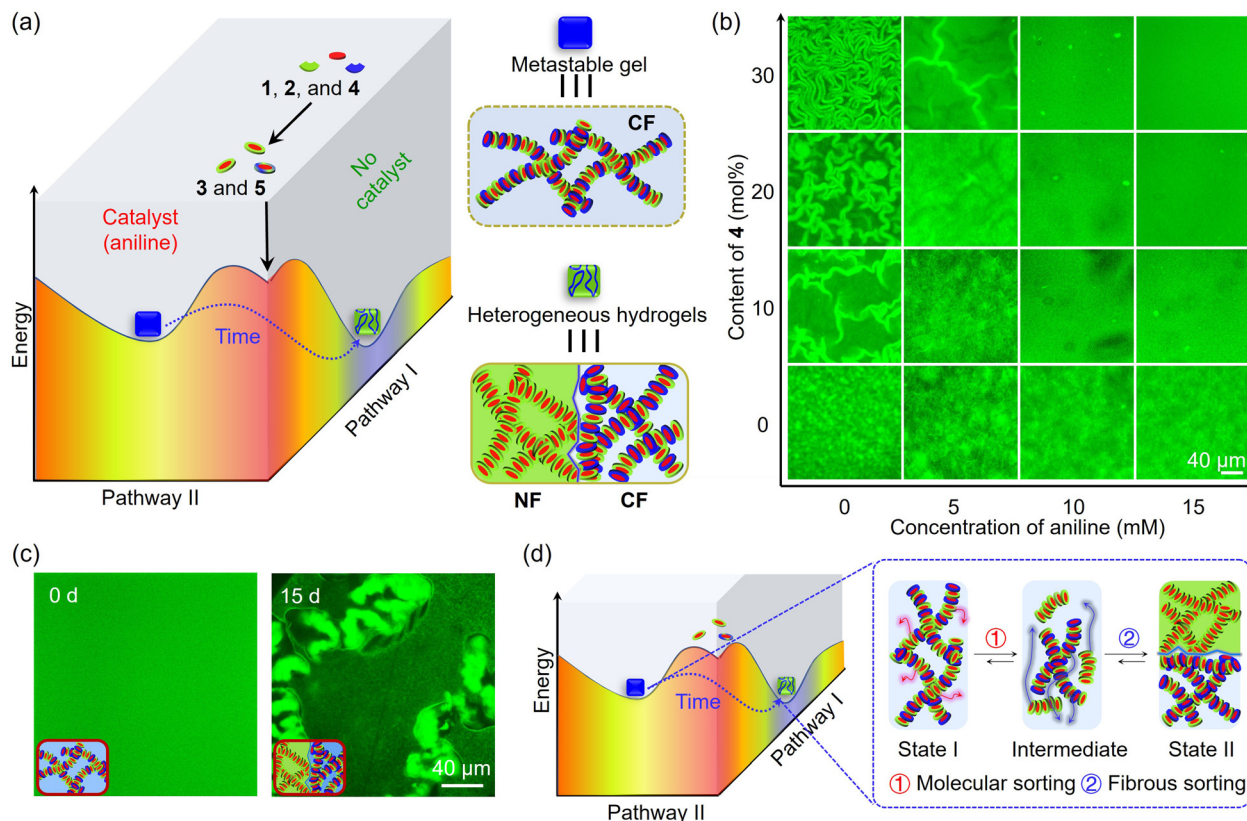 (a)
1, 2, and 4
3 and 5
Catalyst
(aniline)
No
catalyst
Energy
Time
Pathway II
Pathway I
Metastable gel
CF
Heterogeneous hydrogels
NF
CF
(b)
Content of 4 (mol%)
30
20
10
0
40 µm
0
5
10
15
Concentration of aniline (mM)
(c)
0 d
15 d
40 µm
(d)
Energy
Time
Pathway I
Pathway II
①
②
State I
Intermediate
State II
① Molecular sorting ② Fibrous sorting